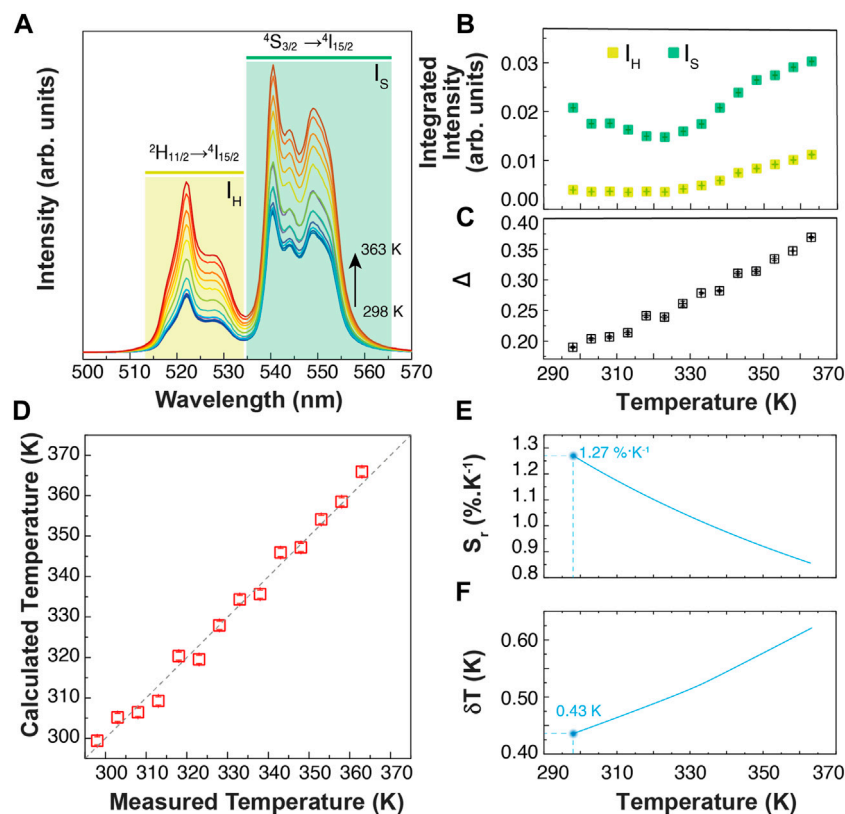 A
Intensity (arb. units)
⁴S₃/₂ →⁴I₁₅/₂
I_S
²H₁₁/₂→⁴I₁₅/₂
I_H
363 K
298 K
500 510 520 530 540 550 560 570
Wavelength (nm)
B
Integrated
Intensity
(arb. units)
I_H I_S
0.03
0.02
0.01
0.00
C
Δ
0.40
0.35
0.30
0.25
0.20
290 310 330 350 370
Temperature (K)
D
Calculated Temperature (K)
370
360
350
340
330
320
310
300
300 310 320 330 340 350 360 370
Measured Temperature (K)
E
S_r (%.K⁻¹)
1.3
1.2
1.1
1.0
0.9
0.8
1.27 %·K⁻¹
F
δT (K)
0.60
0.50
0.40
0.43 K
290 310 330 350 370
Temperature (K)